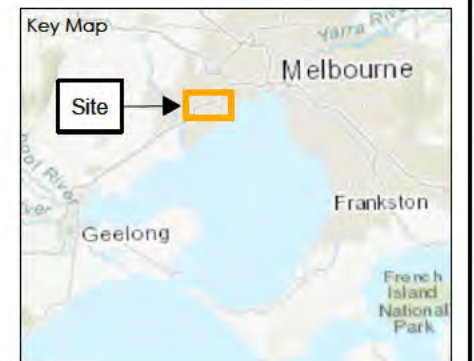 Key Map
Yarra
Melbourne
Site
River
Frankston
Geelong
French
Island
National
Park